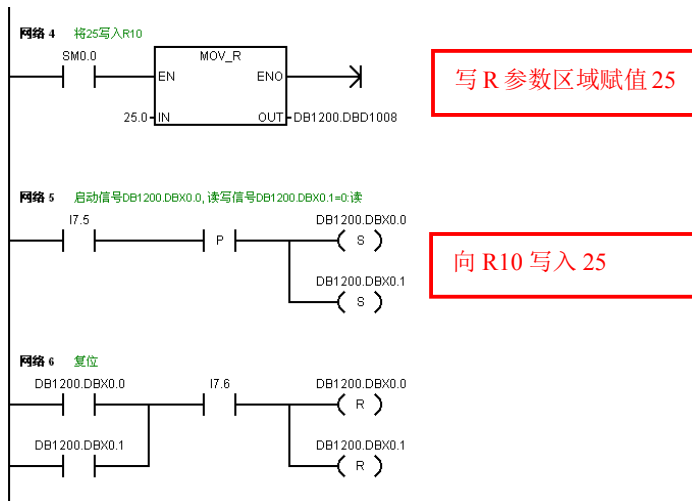 网络 4 将25写入R10
SM0.0
MOV_R
EN ENO
25.0 IN OUT DB1200.DBD1008
写 R 参数区域赋值 25
网络 5 启动信号DB1200.DBX0.0, 读写信号DB1200.DBX0.1=0:读
I7.5 DB1200.DBX0.0
P S
DB1200.DBX0.1
S
向 R10 写入 25
网络 6 复位
DB1200.DBX0.0 I7.6 DB1200.DBX0.0
R
DB1200.DBX0.1 DB1200.DBX0.1
R